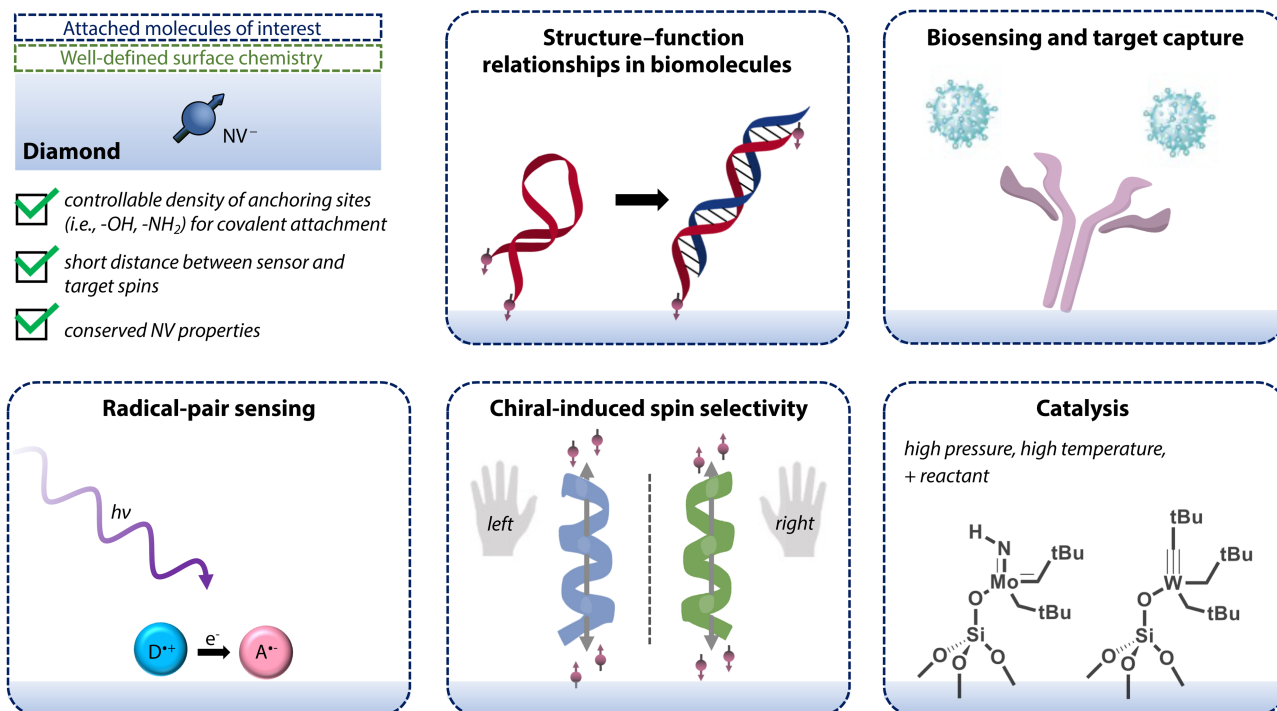 Attached molecules of interest
Well-defined surface chemistry
NV⁻
Diamond
controllable density of anchoring sites
(i.e., -OH, -NH₂) for covalent attachment
short distance between sensor and
target spins
conserved NV properties
Structure–function
relationships in biomolecules
Biosensing and target capture
Radical-pair sensing
hν
D•+
e-
A•-
Chiral-induced spin selectivity
left
right
Catalysis
high pressure, high temperature,
+ reactant
H
N
Mo
tBu
tBu
O
Si
O
O
O
tBu
W
tBu
tBu
O
Si
O
O
O